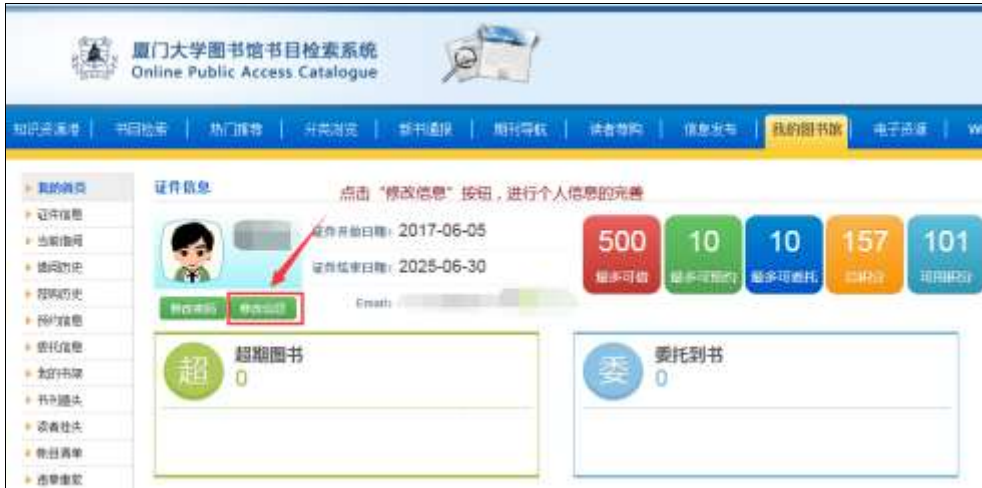 厦门大学图书馆书目检索系统
Online Public Access Catalogue
知识资源港 | 书目检索 | 热门推荐 | 分类浏览 | 新书通报 | 期刊导航 | 读者荐购 | 信息发布 | 我的图书馆 | 电子资源 |
我的首页
证件信息
当前借阅
借阅历史
荐购历史
预约信息
委托信息
我的书架
书刊遗失
读者挂失
帐目清单
违章缴款
证件信息
点击“修改信息”按钮，进行个人信息的完善
证件开始日期： 2017-06-05
证件结束日期： 2025-06-30
Email:
修改密码
修改信息
500
最多可借
10
最多可预约
10
最多可委托
157
总积分
101
可用积分
超
超期图书
0
委
委托到书
0